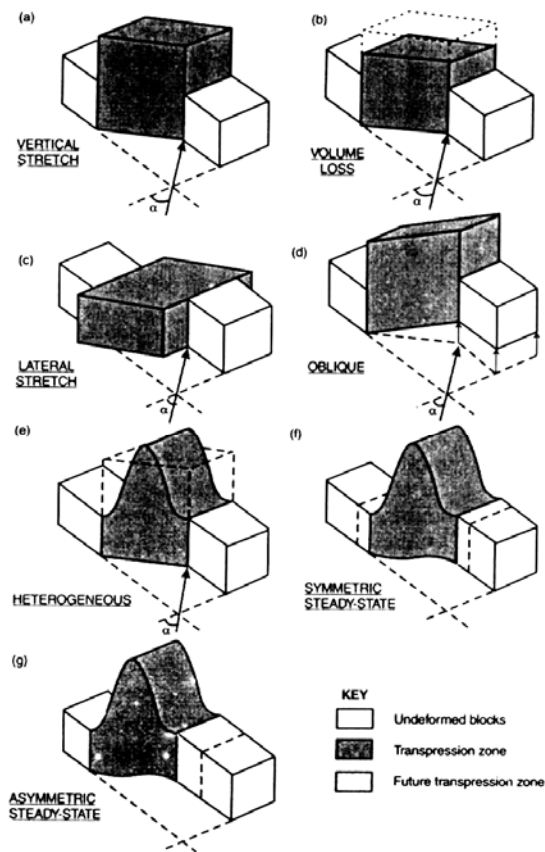 (a)
VERTICAL
STRETCH
α
(b)
VOLUME
LOSS
α
(c)
LATERAL
STRETCH
α
(d)
OBLIQUE
α
(e)
HETEROGENEOUS
α
(f)
SYMMETRIC
STEADY-STATE
(g)
ASYMMETRIC
STEADY-STATE
KEY
Undeformed blocks
Transpression zone
Future transpression zone